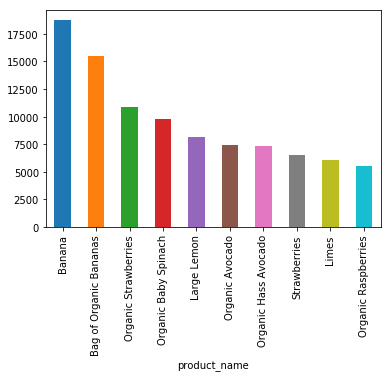 17500
15000
12500
10000
7500
5000
2500
0
Banana
Bag of Organic Bananas
Organic Strawberries
Organic Baby Spinach
Large Lemon
Organic Avocado
Organic Hass Avocado
Strawberries
Limes
Organic Raspberries
product_name